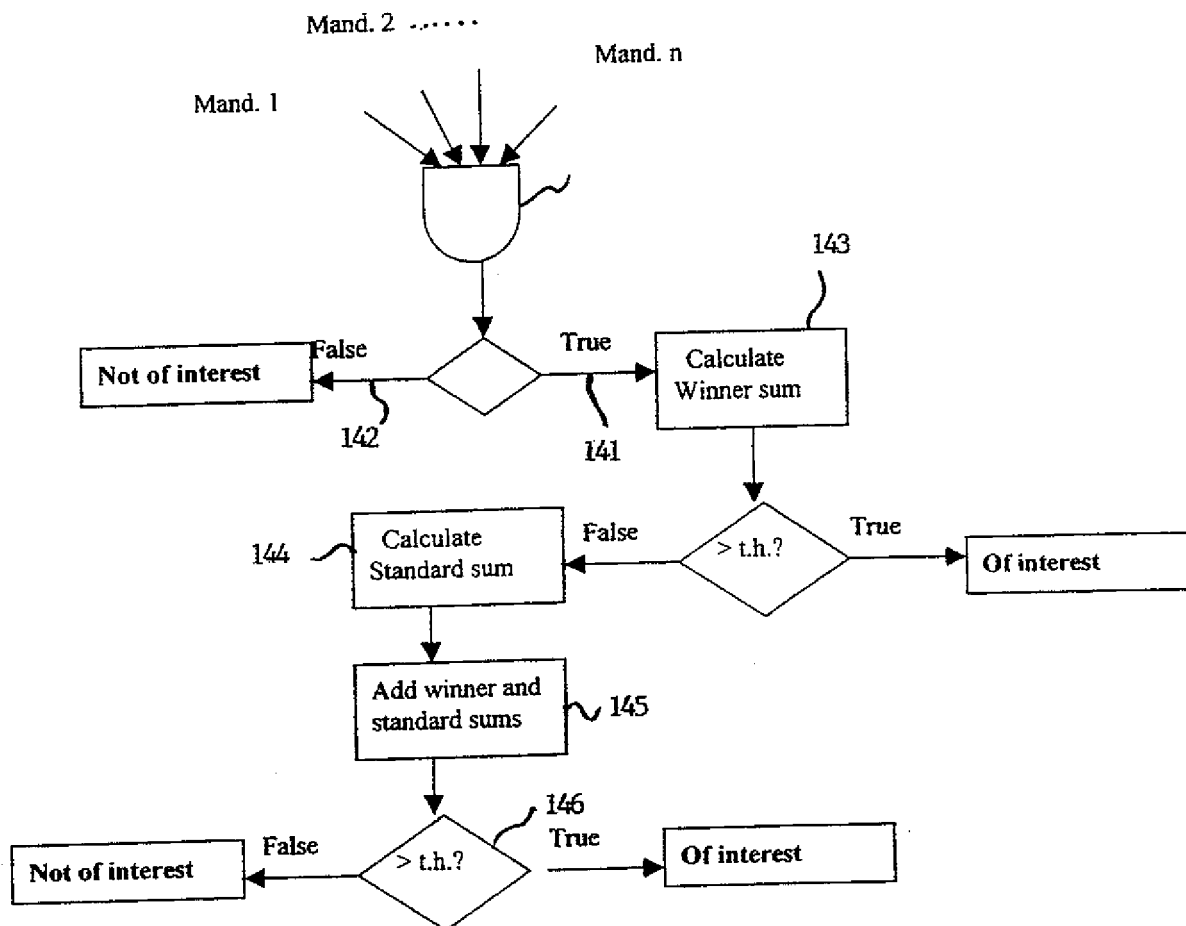 Mand. 2 ......
Mand. n
Mand. 1
143
False
True
Not of interest
Calculate
Winner sum
142
141
Calculate
Standard sum
144
False
> t.h.?
True
Of interest
Add winner and
standard sums
145
146
False
> t.h.?
True
Not of interest
Of interest